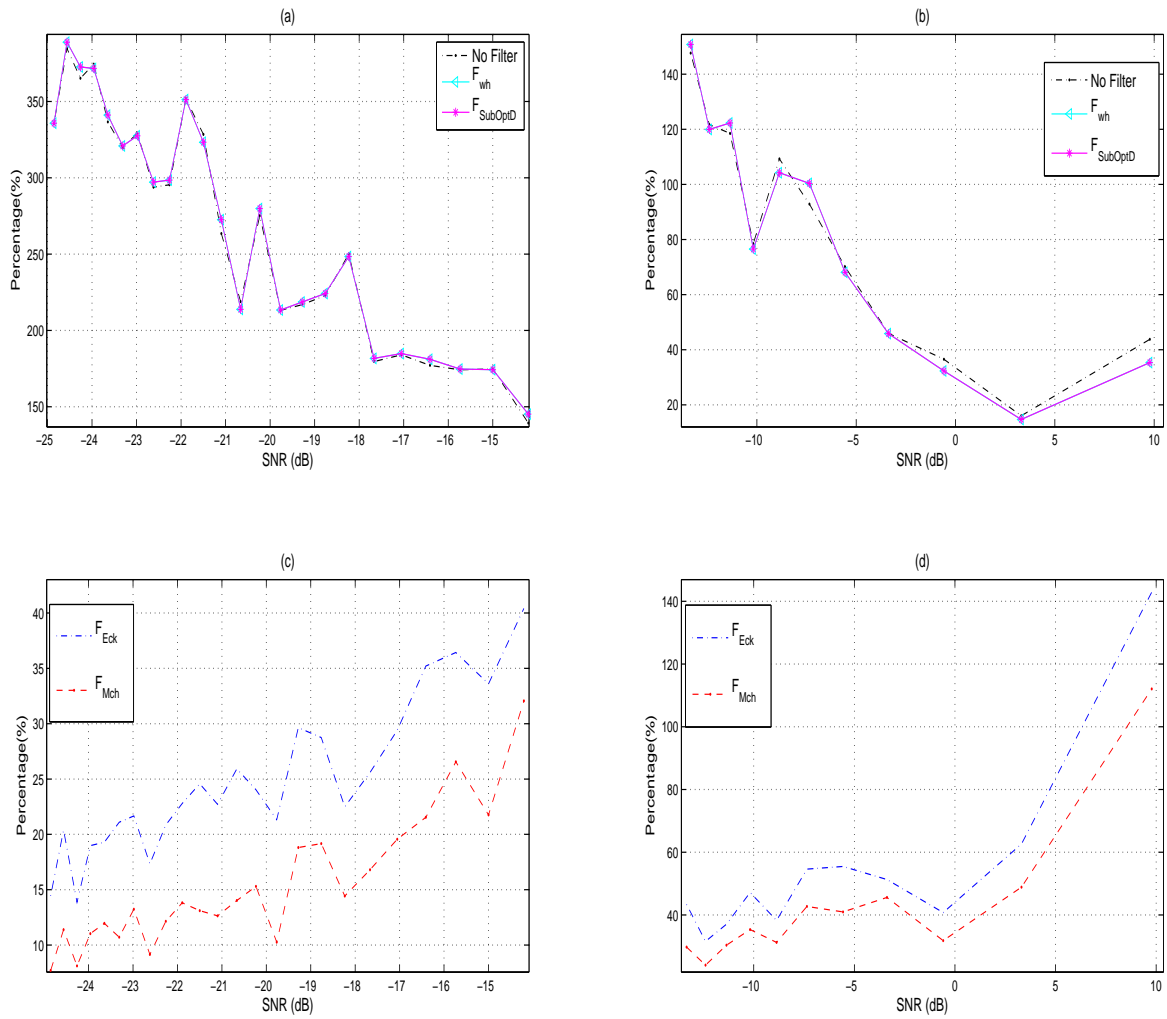 (a)
Percentage(%)
350
300
250
200
150
No Filter
F_wh
F_SubOptD
−25 −24 −23 −22 −21 −20 −19 −18 −17 −16 −15
SNR (dB)
(b)
Percentage(%)
140
120
100
80
60
40
20
No Filter
F_wh
F_SubOptD
−10 −5 0 5 10
SNR (dB)
(c)
Percentage(%)
40
35
30
25
20
15
10
F_Eck
F_Mch
−24 −23 −22 −21 −20 −19 −18 −17 −16 −15
SNR (dB)
(d)
Percentage(%)
140
120
100
80
60
40
F_Eck
F_Mch
−10 −5 0 5 10
SNR (dB)